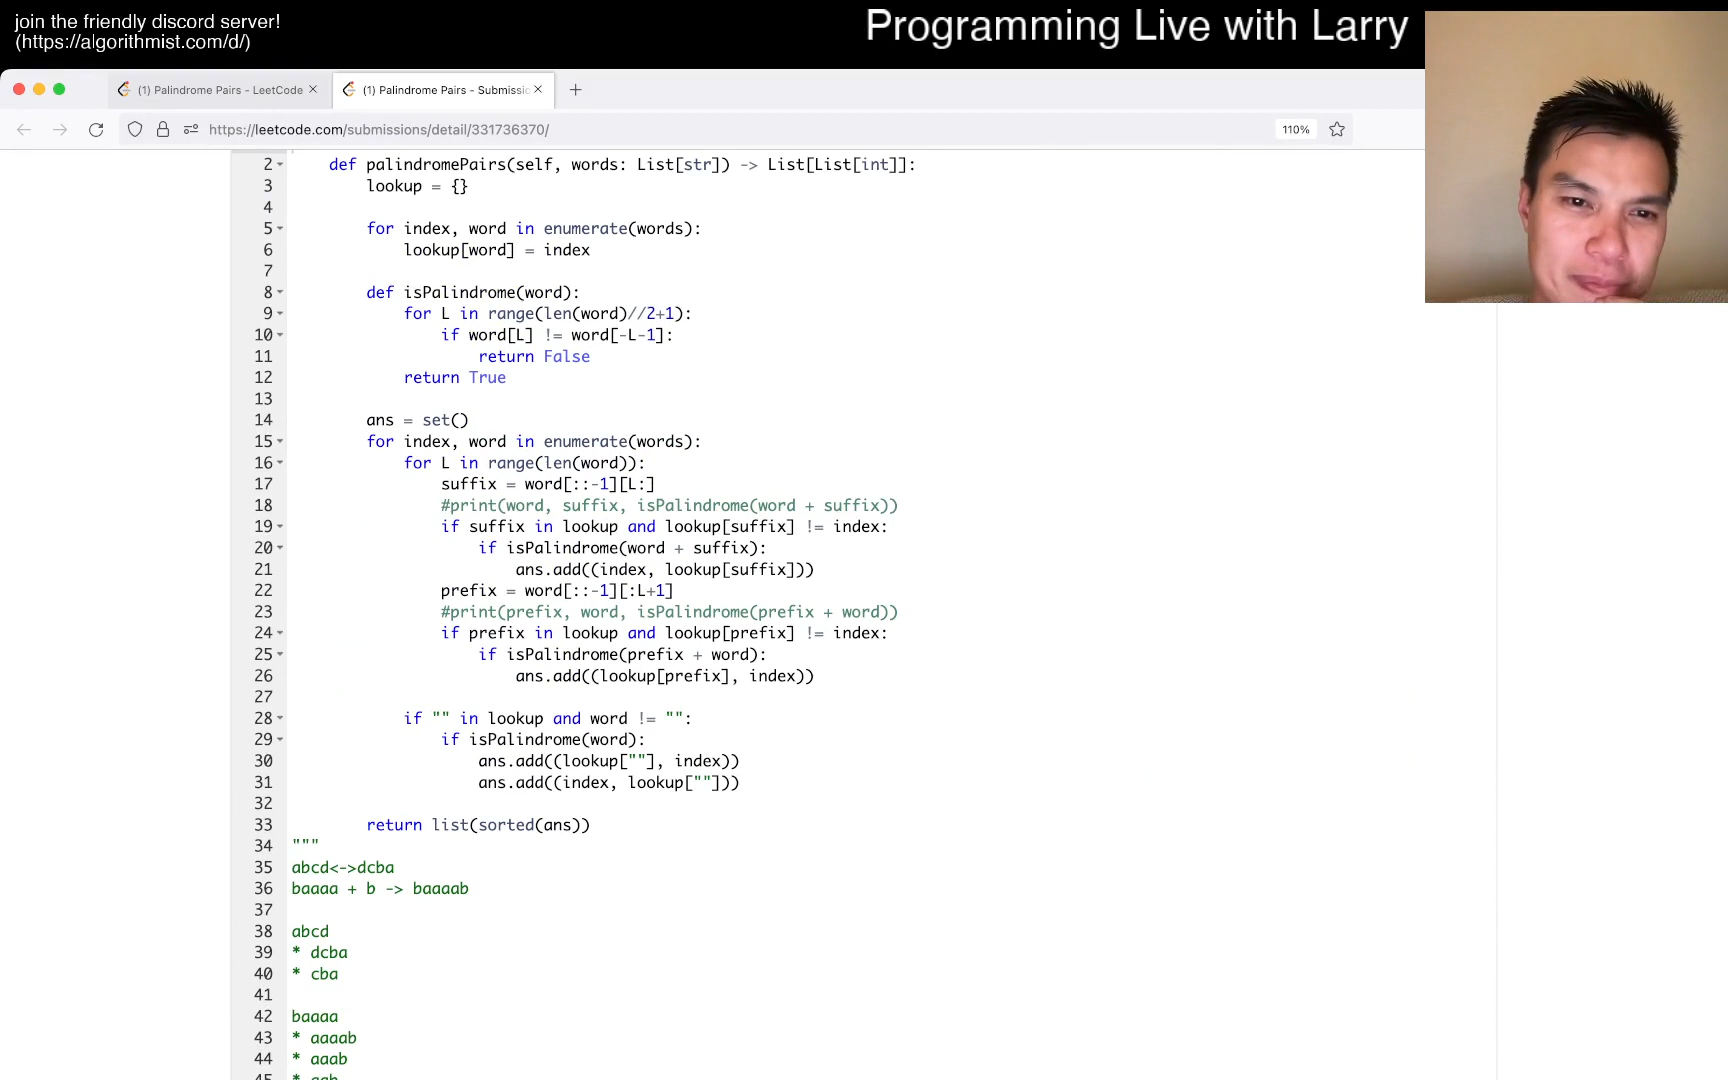 join the friendly discord server!
(https://algorithmist.com/d/)
Programming Live with Larry
(1) Palindrome Pairs - LeetCode
(1) Palindrome Pairs - Submissio
https://leetcode.com/submissions/detail/331736370/
110%
2 def palindromePairs(self, words: List[str]) -> List[List[int]]:
3 lookup = {}
4
5 for index, word in enumerate(words):
6 lookup[word] = index
7
8 def isPalindrome(word):
9 for L in range(len(word)//2+1):
10 if word[L] != word[-L-1]:
11 return False
12 return True
13
14 ans = set()
15 for index, word in enumerate(words):
16 for L in range(len(word)):
17 suffix = word[::-1][L:]
18 #print(word, suffix, isPalindrome(word + suffix))
19 if suffix in lookup and lookup[suffix] != index:
20 if isPalindrome(word + suffix):
21 ans.add((index, lookup[suffix]))
22 prefix = word[::-1][:L+1]
23 #print(prefix, word, isPalindrome(prefix + word))
24 if prefix in lookup and lookup[prefix] != index:
25 if isPalindrome(prefix + word):
26 ans.add((lookup[prefix], index))
27
28 if "" in lookup and word != "":
29 if isPalindrome(word):
30 ans.add((lookup[""], index))
31 ans.add((index, lookup[""]))
32
33 return list(sorted(ans))
34 """
35 abcd<->dcba
36 baaaa + b -> baaaab
37
38 abcd
39 * dcba
40 * cba
41
42 baaaa
43 * aaaab
44 * aaab
45 * aab